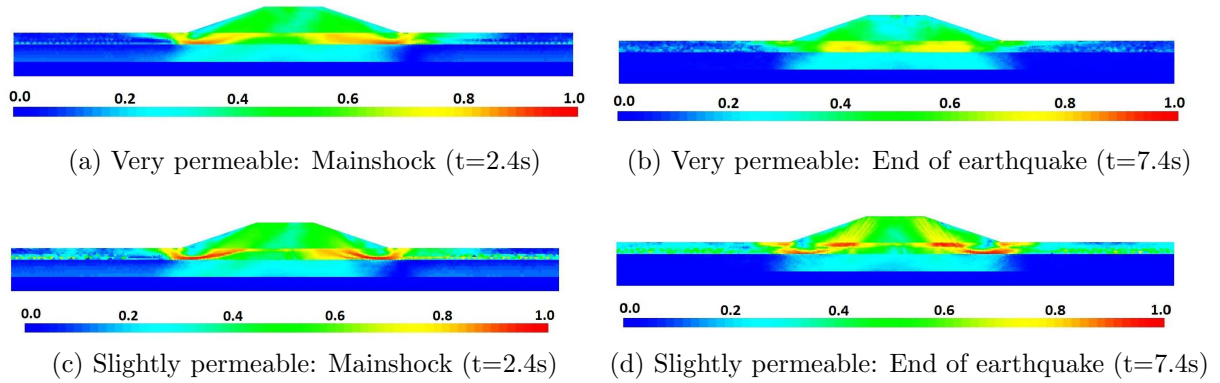 0.0 0.2 0.4 0.6 0.8 1.0
0.0 0.2 0.4 0.6 0.8 1.0
(a) Very permeable: Mainshock (t=2.4s)
(b) Very permeable: End of earthquake (t=7.4s)
0.0 0.2 0.4 0.6 0.8 1.0
0.0 0.2 0.4 0.6 0.8 1.0
(c) Slightly permeable: Mainshock (t=2.4s)
(d) Slightly permeable: End of earthquake (t=7.4s)